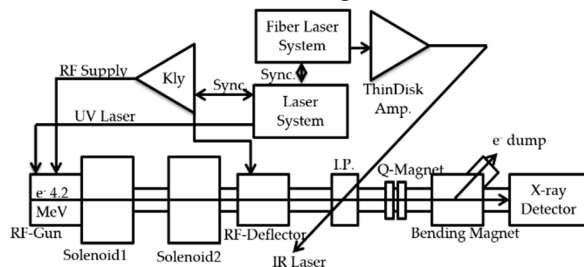 Fiber Laser
System
RF Supply
Kly
Sync.
Sync.
ThinDisk
Amp.
UV Laser
Laser
System
I.P.
Q-Magnet
e- dump
e- 4.2
MeV
X-ray
Detector
RF-Gun
Solenoid1
Solenoid2
RF-Deflector
Bending Magnet
IR Laser